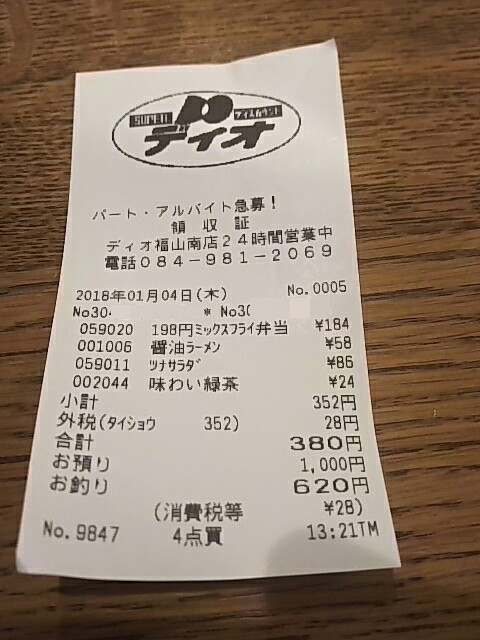 SUPER ディスカウント
ディオ
パート・アルバイト急募!
領収証
ディオ福山南店24時間営業中
電話084-981-2069
2018年01月04日(木) No.0005
No30· * No3(
059020 198円ミックスフライ弁当 ¥184
001006 醤油ラーメン ¥58
059011 ツナサラダ ¥86
002044 味わい緑茶 ¥24
小計 352円
外税(タイショウ 352) 28円
合計 380円
お預り 1,000円
お釣り 620円
(消費税等 ¥28)
No.9847 4点買 13:21TM